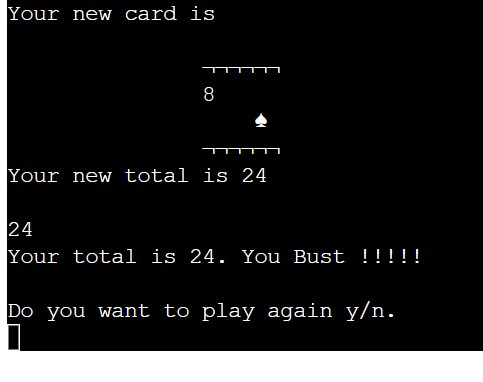 Your new card is
¬┬┬┬┬┐
8
♠
¬┬┬┬┬┐
Your new total is 24
24
Your total is 24. You Bust !!!!!
Do you want to play again y/n.